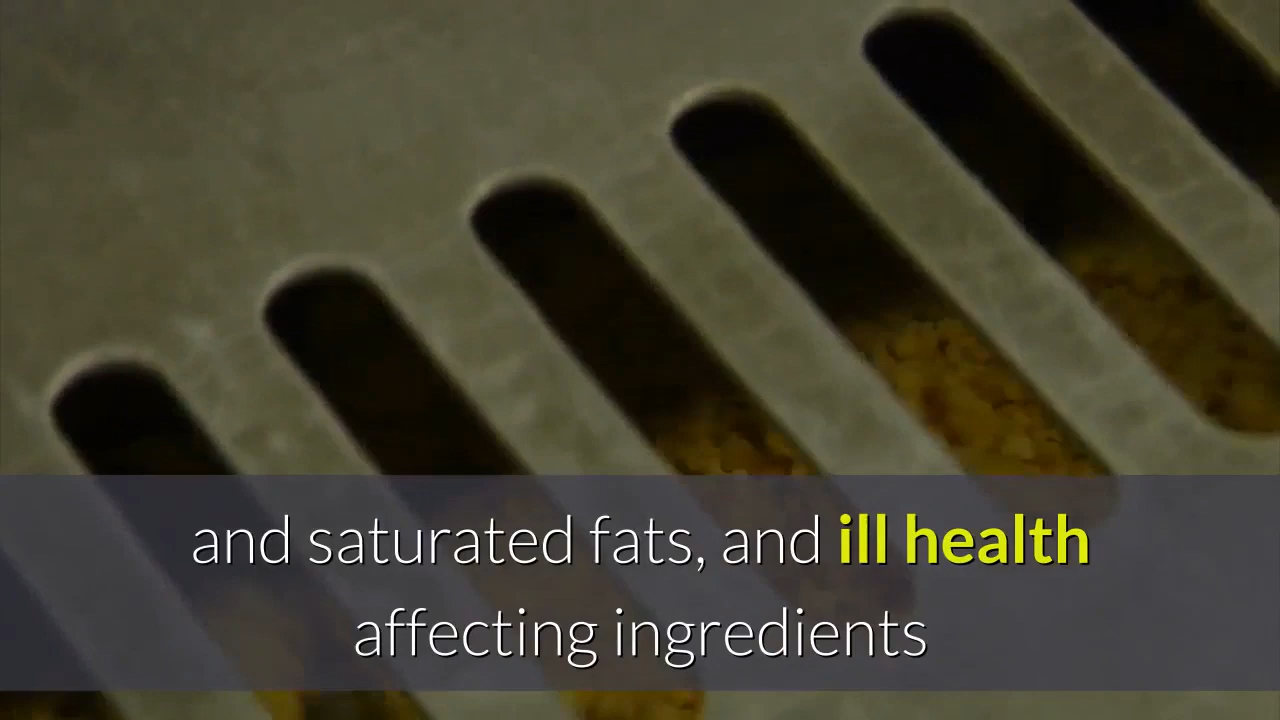 and saturated fats, and ill health
affecting ingredients